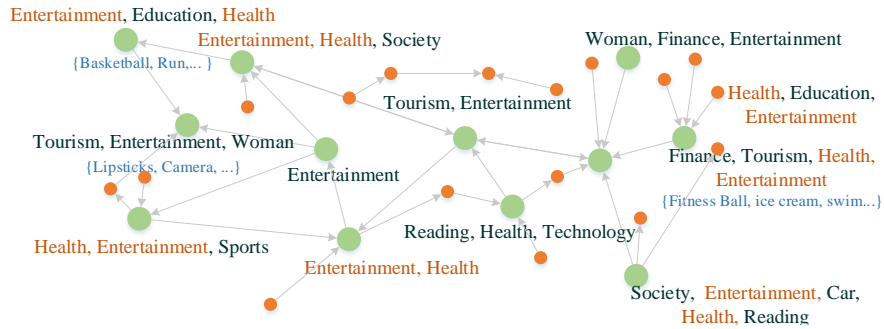 Entertainment, Education, Health
Entertainment, Health, Society
Woman, Finance, Entertainment
{Basketball, Run,... }
Tourism, Entertainment
Health, Education,
Entertainment
Tourism, Entertainment, Woman
{Lipsticks, Camera, ...}
Entertainment
Finance, Tourism, Health,
Entertainment
{Fitness Ball, ice cream, swim...}
Health, Entertainment, Sports
Reading, Health, Technology
Entertainment, Health
Society, Entertainment, Car,
Health, Reading